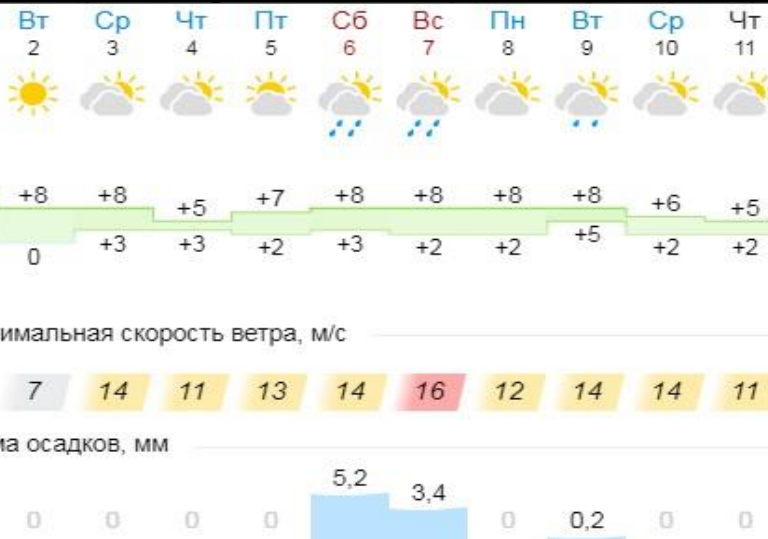 Вт Ср Чт Пт Сб Вс Пн Вт Ср Чт
2 3 4 5 6 7 8 9 10 11
+8 +8 +5 +7 +8 +8 +8 +8 +6 +5
0 +3 +3 +2 +3 +2 +2 +5 +2 +2
имальная скорость ветра, м/с
7 14 11 13 14 16 12 14 14 11
ма осадков, мм
0 0 0 0 5,2 3,4 0 0,2 0 0